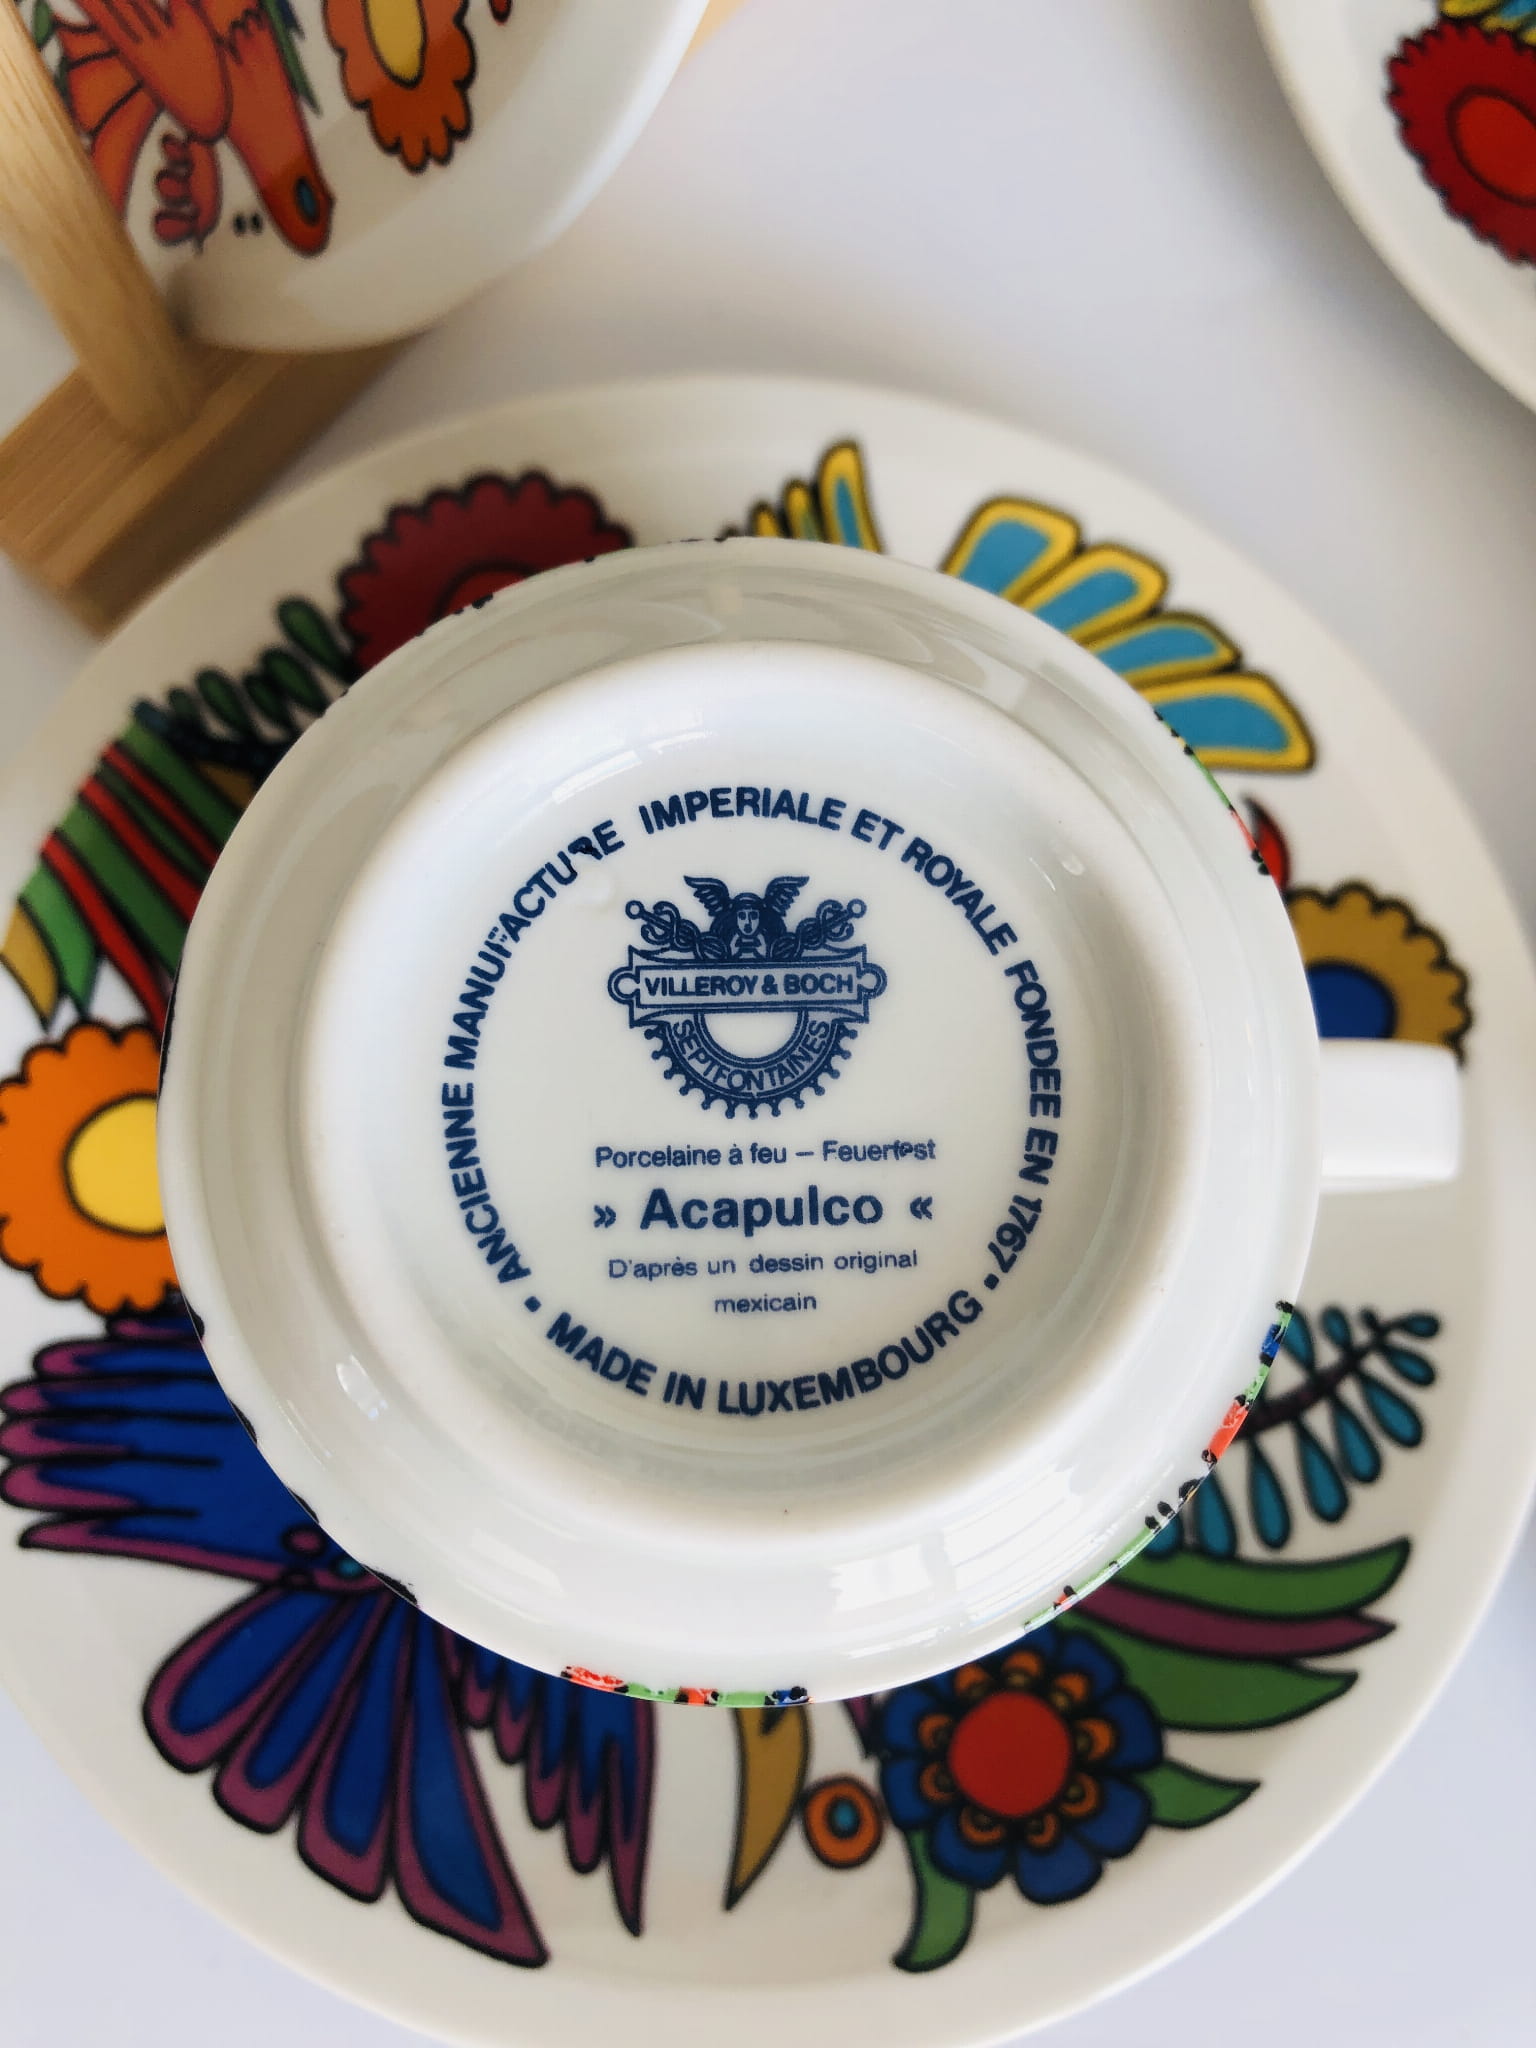 ANCIENNE MANUFACTURE IMPERIALE ET ROYALE FONDEE EN 1767 •
VILLEROY & BOCH
SEPTFONTAINES
Porcelaine à feu – Feuerfest
» Acapulco «
D'après un dessin original
mexicain
• MADE IN LUXEMBOURG